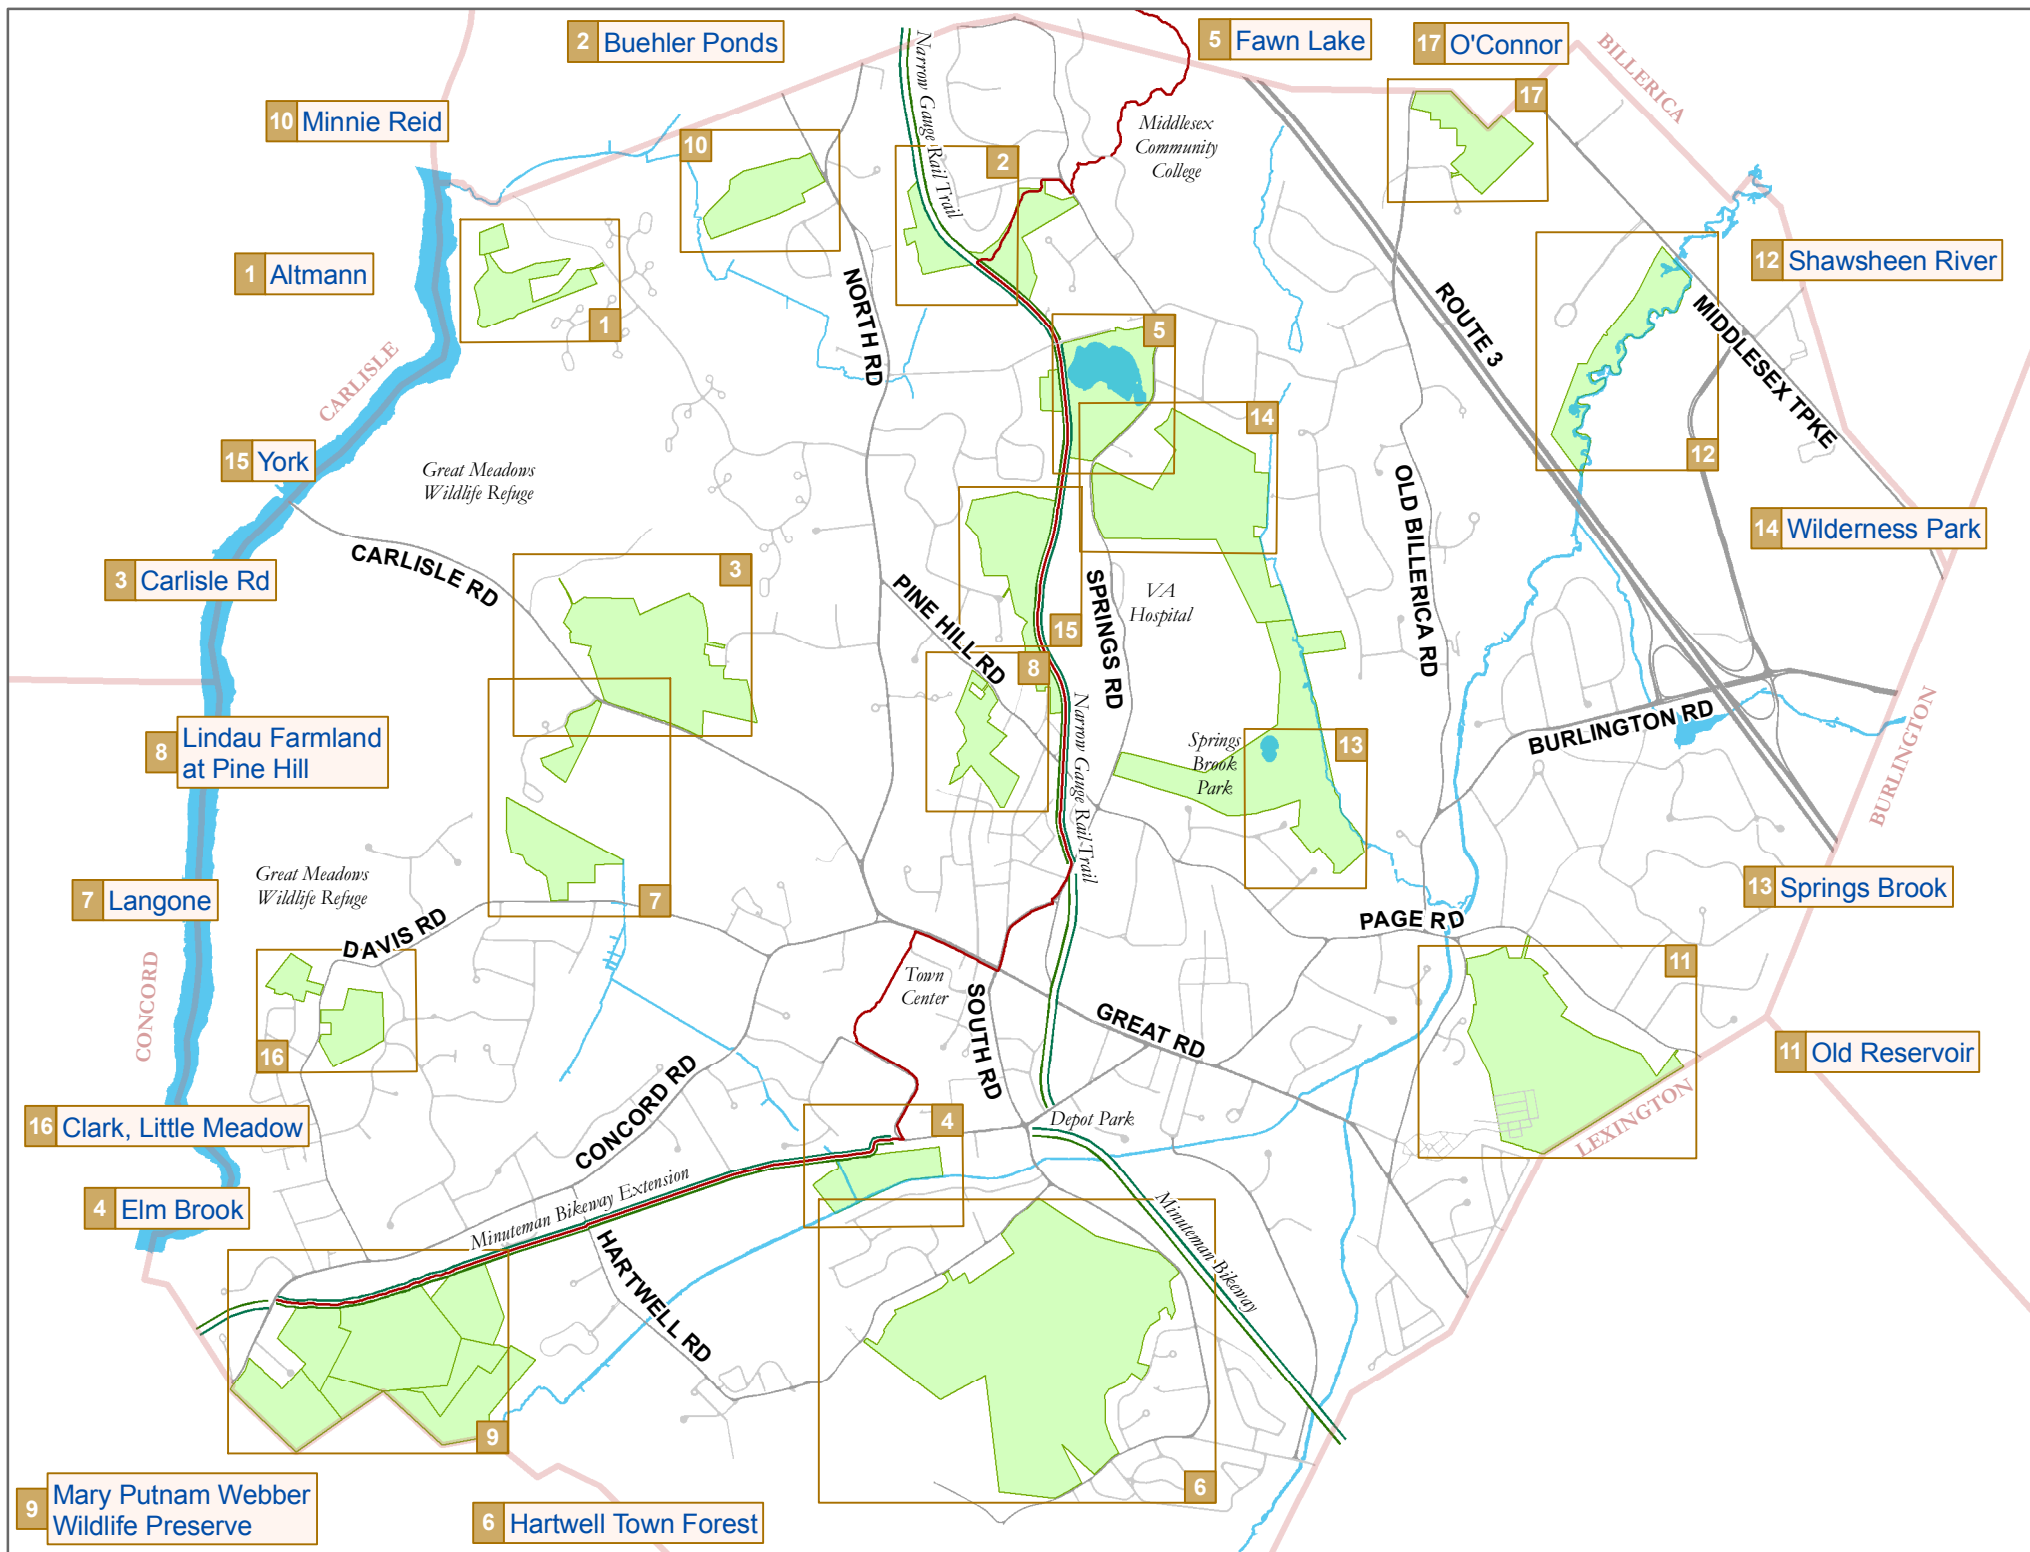 2 Buehler Ponds
5 Fawn Lake
17 O'Connor
BILLERICA
10 Minnie Reid
17
Narrow Gauge Rail Trail
Middlesex
Community
College
10
2
1 Altmann
12 Shawsheen River
1
NORTH RD
ROUTE 3
MIDDLESEX TPKE
5
CARLISLE
14
15 York
Great Meadows
Wildlife Refuge
12
OLD BILLERICA RD
14 Wilderness Park
3 Carlisle Rd
CARLISLE RD
3
PINE HILL RD
15
SPRINGS RD
VA
Hospital
8
8 Lindau Farmland
at Pine Hill
Narrow Gauge Rail Trail
Springs
Brook
Park
13
BURLINGTON RD
BURLINGTON
7 Langone
Great Meadows
Wildlife Refuge
7
13 Springs Brook
DAVIS RD
PAGE RD
CONCORD
Town
Center
11
SOUTH RD
GREAT RD
16
11 Old Reservoir
16 Clark, Little Meadow
CONCORD RD
4
Depot Park
LEXINGTON
4 Elm Brook
Minuteman Bikeway Extension
Minuteman Bikeway
HARTWELL RD
9
6
9 Mary Putnam Webber
Wildlife Preserve
6 Hartwell Town Forest